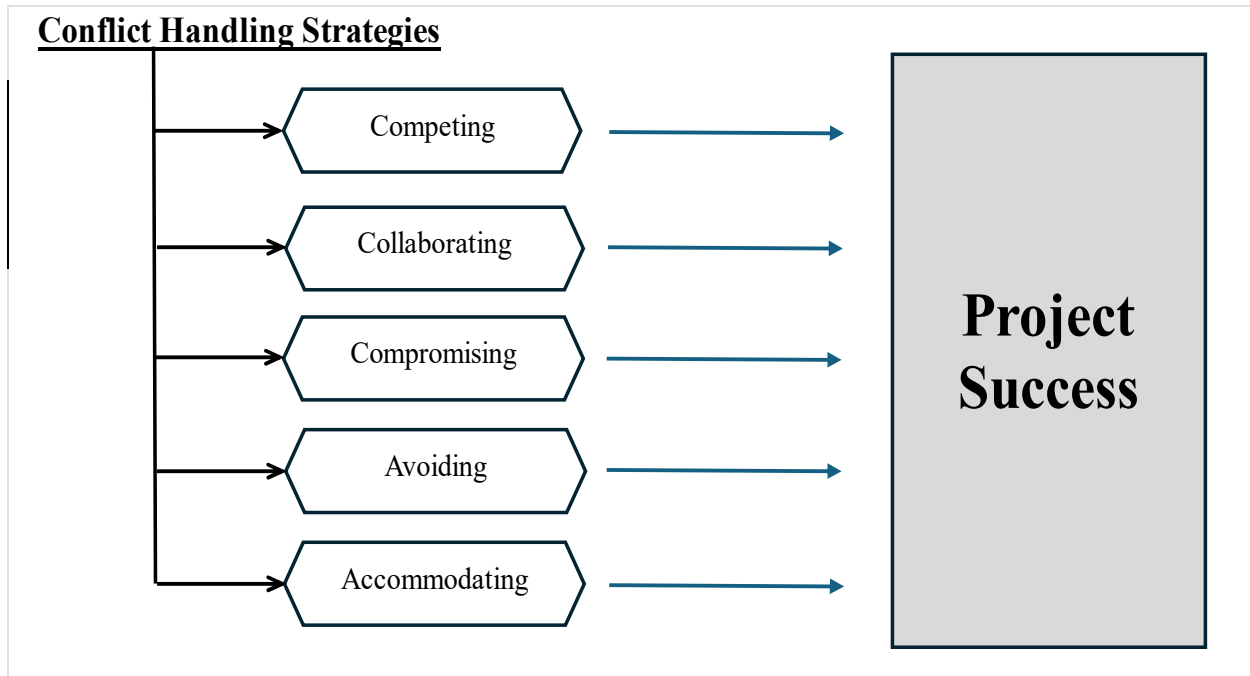 Conflict Handling Strategies
Competing
Collaborating
Compromising
Avoiding
Accommodating
Project
Success